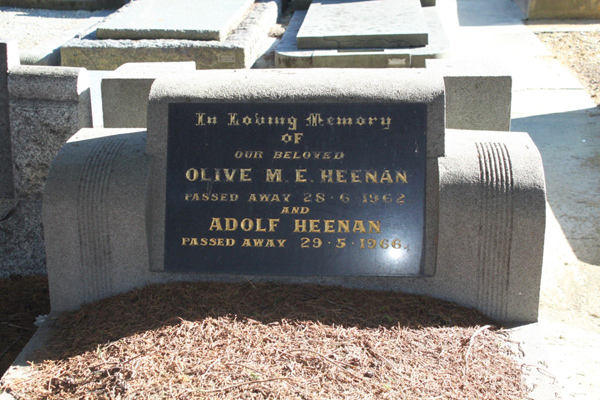 In Loving Memory
OF
OUR BELOVED
OLIVE M. E. HEENAN
PASSED AWAY 28·6·1962
AND
ADOLF HEENAN
PASSED AWAY 29·5·1966